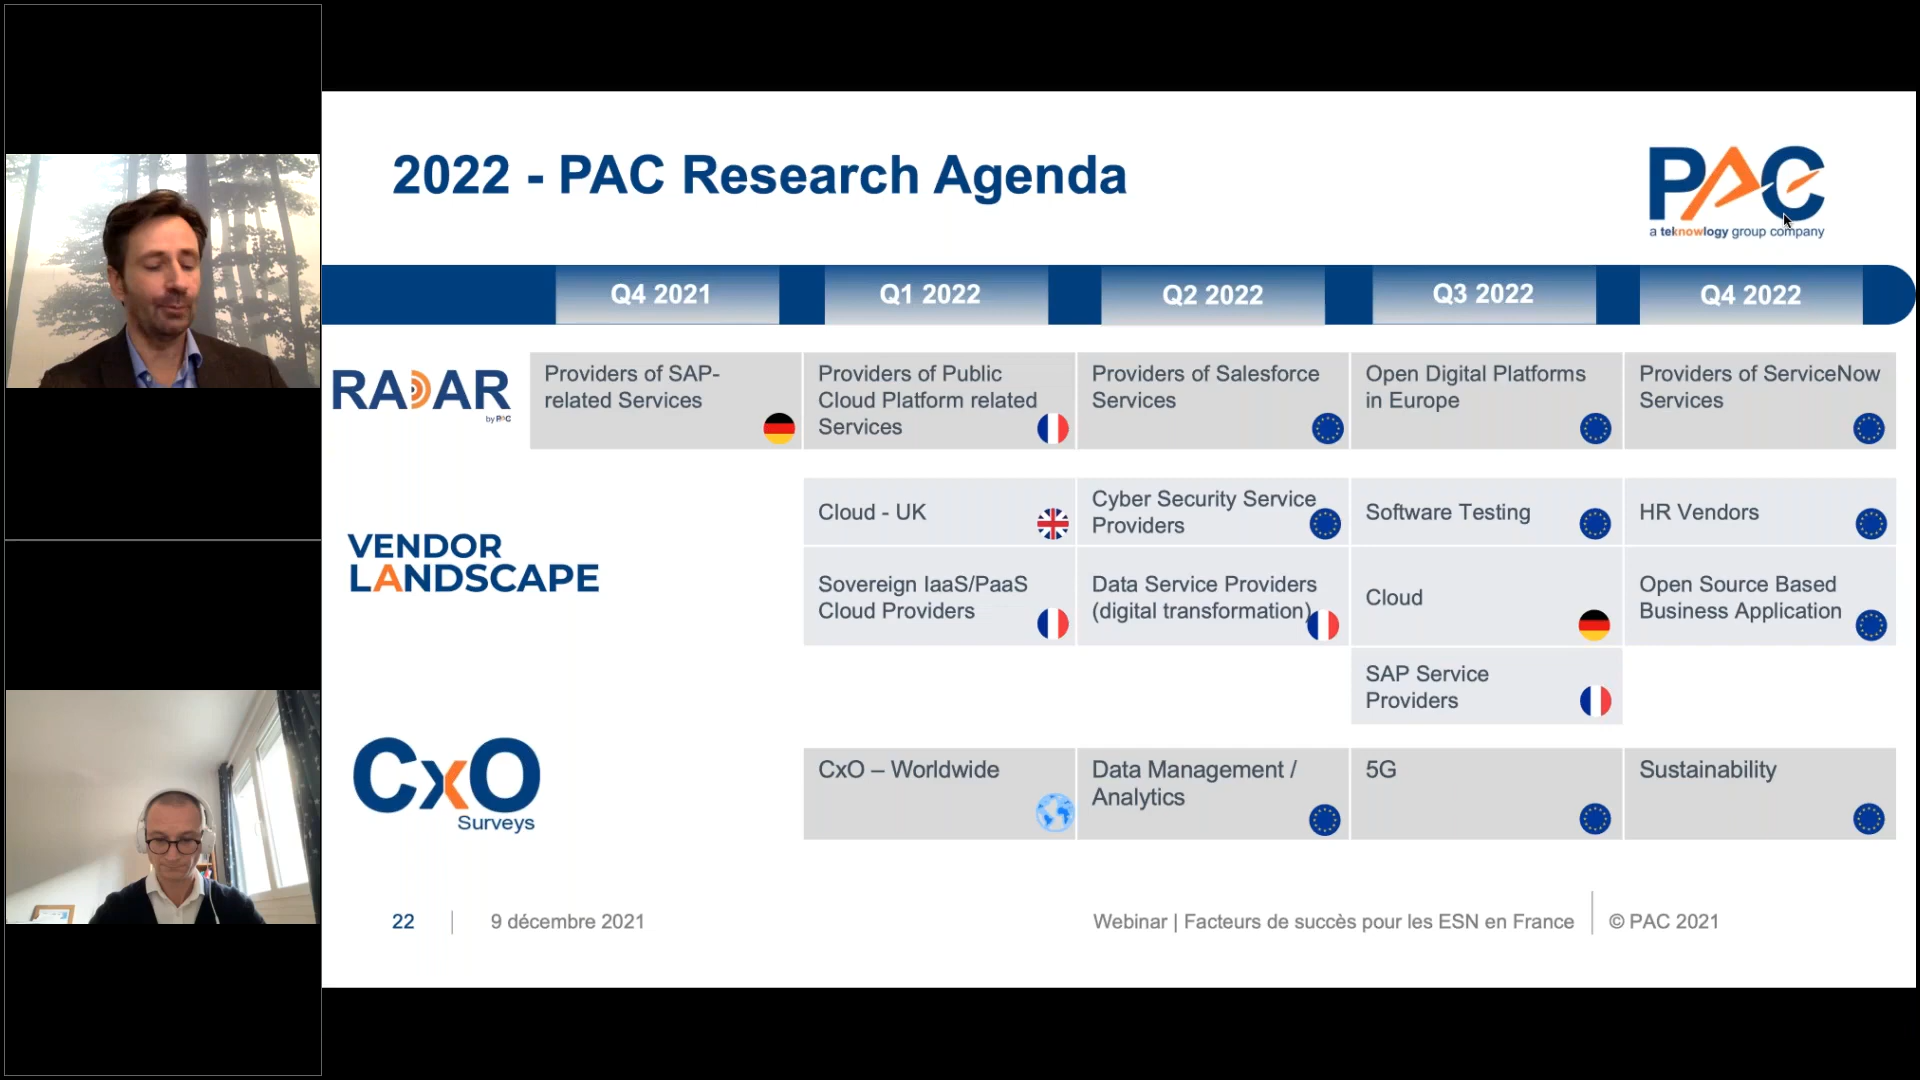 2022 - PAC Research Agenda
PAC
a teknowlogy group company
Q4 2021
Q1 2022
Q2 2022
Q3 2022
Q4 2022
RADAR
by PAC
Providers of SAP-
related Services
Providers of Public
Cloud Platform related
Services
Providers of Salesforce
Services
Open Digital Platforms
in Europe
Providers of ServiceNow
Services
VENDOR
LANDSCAPE
Cloud - UK
Cyber Security Service
Providers
Software Testing
HR Vendors
Sovereign IaaS/PaaS
Cloud Providers
Data Service Providers
(digital transformation)
Cloud
Open Source Based
Business Application
SAP Service
Providers
CxO
Surveys
CxO – Worldwide
Data Management /
Analytics
5G
Sustainability
22
9 décembre 2021
Webinar | Facteurs de succès pour les ESN en France
© PAC 2021